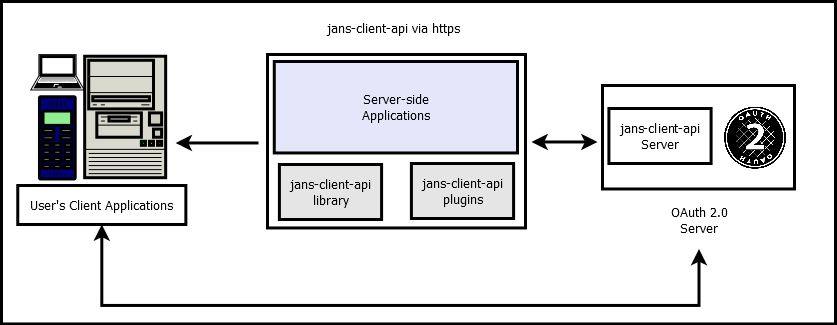 jans-client-api via https
Server-side
Applications
jans-client-api
library
jans-client-api
plugins
User's Client Applications
jans-client-api
Server
OAUTH
2
OAUTH
OAuth 2.0
Server